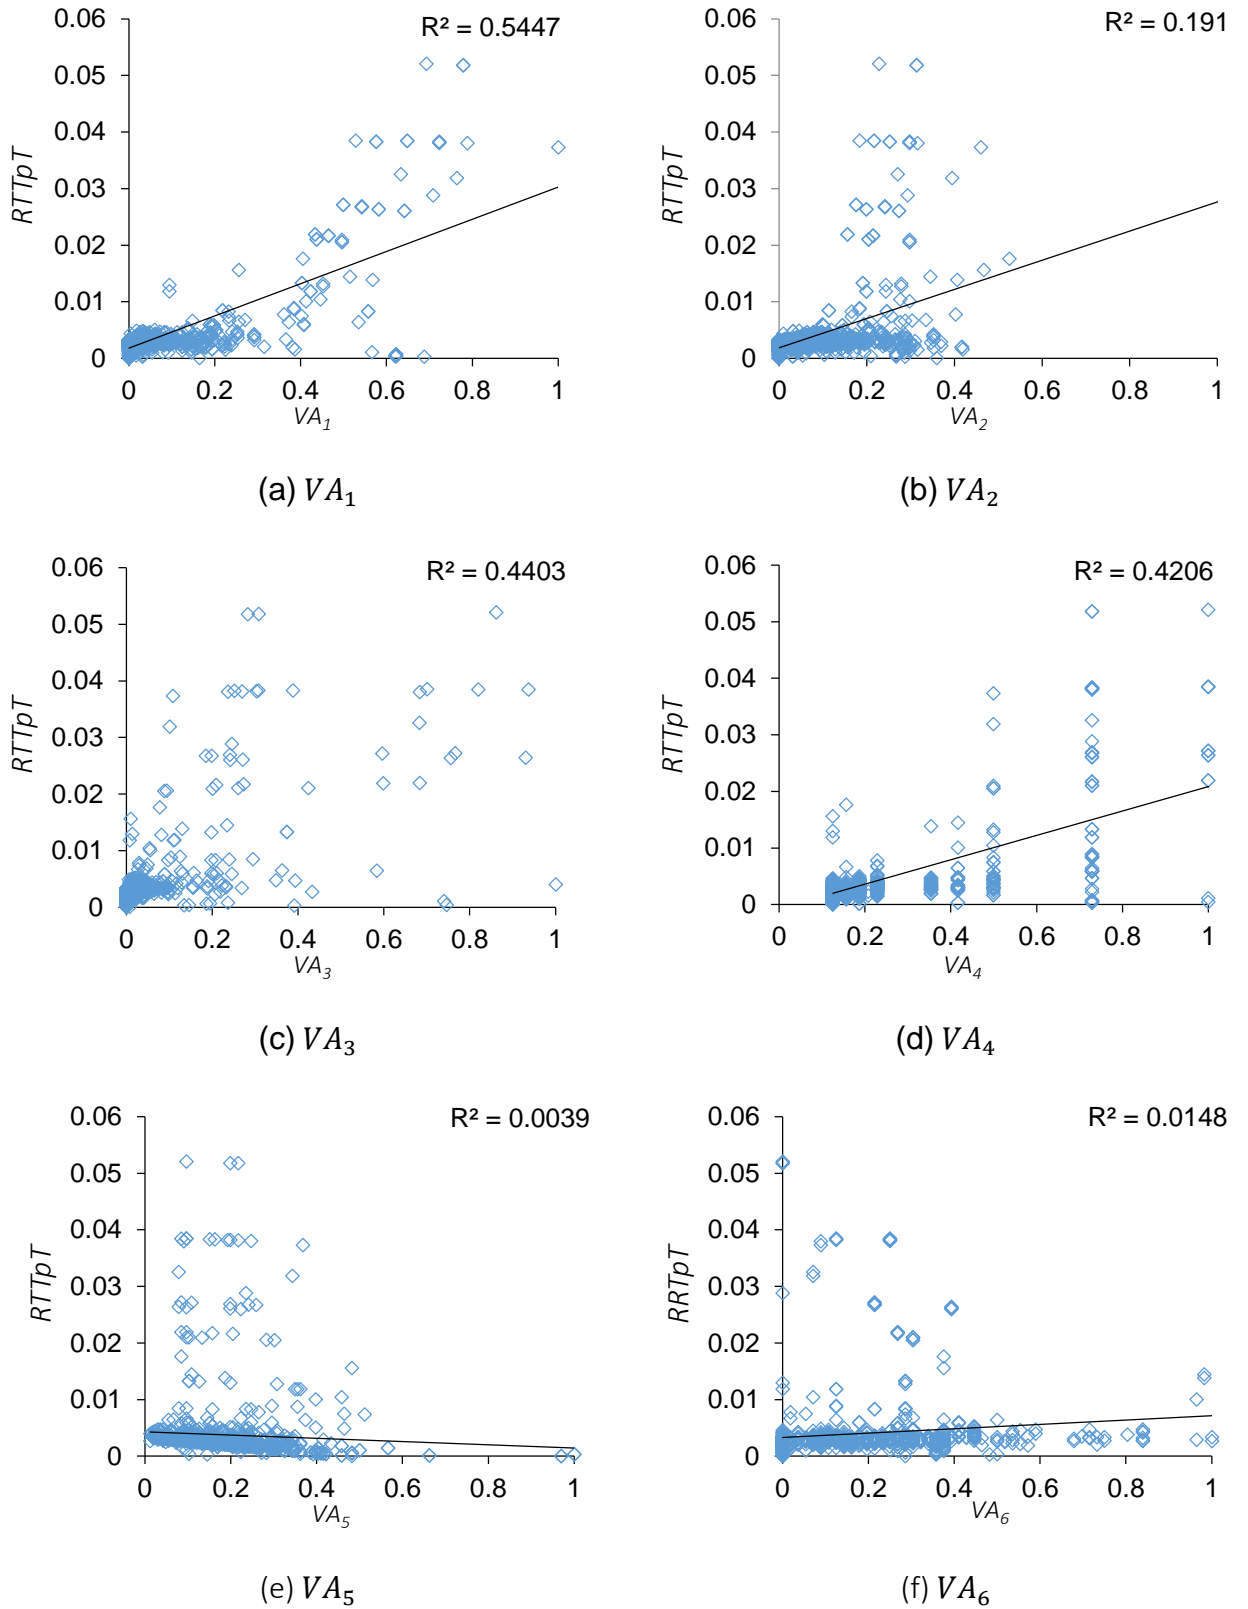 R² = 0.5447
0.06
0.05
0.04
0.03
0.02
0.01
0
RTTpT
0 0.2 0.4 0.6 0.8 1
VA1
(a) VA1
R² = 0.191
0.06
0.05
0.04
0.03
0.02
0.01
0
RTTpT
0 0.2 0.4 0.6 0.8 1
VA2
(b) VA2
R² = 0.4403
0.06
0.05
0.04
0.03
0.02
0.01
0
RTTpT
0 0.2 0.4 0.6 0.8 1
VA3
(c) VA3
R² = 0.4206
0.06
0.05
0.04
0.03
0.02
0.01
0
RTTpT
0 0.2 0.4 0.6 0.8 1
VA4
(d) VA4
R² = 0.0039
0.06
0.05
0.04
0.03
0.02
0.01
0
RTTpT
0 0.2 0.4 0.6 0.8 1
VA5
(e) VA5
R² = 0.0148
0.06
0.05
0.04
0.03
0.02
0.01
0
RRTpT
0 0.2 0.4 0.6 0.8 1
VA6
(f) VA6